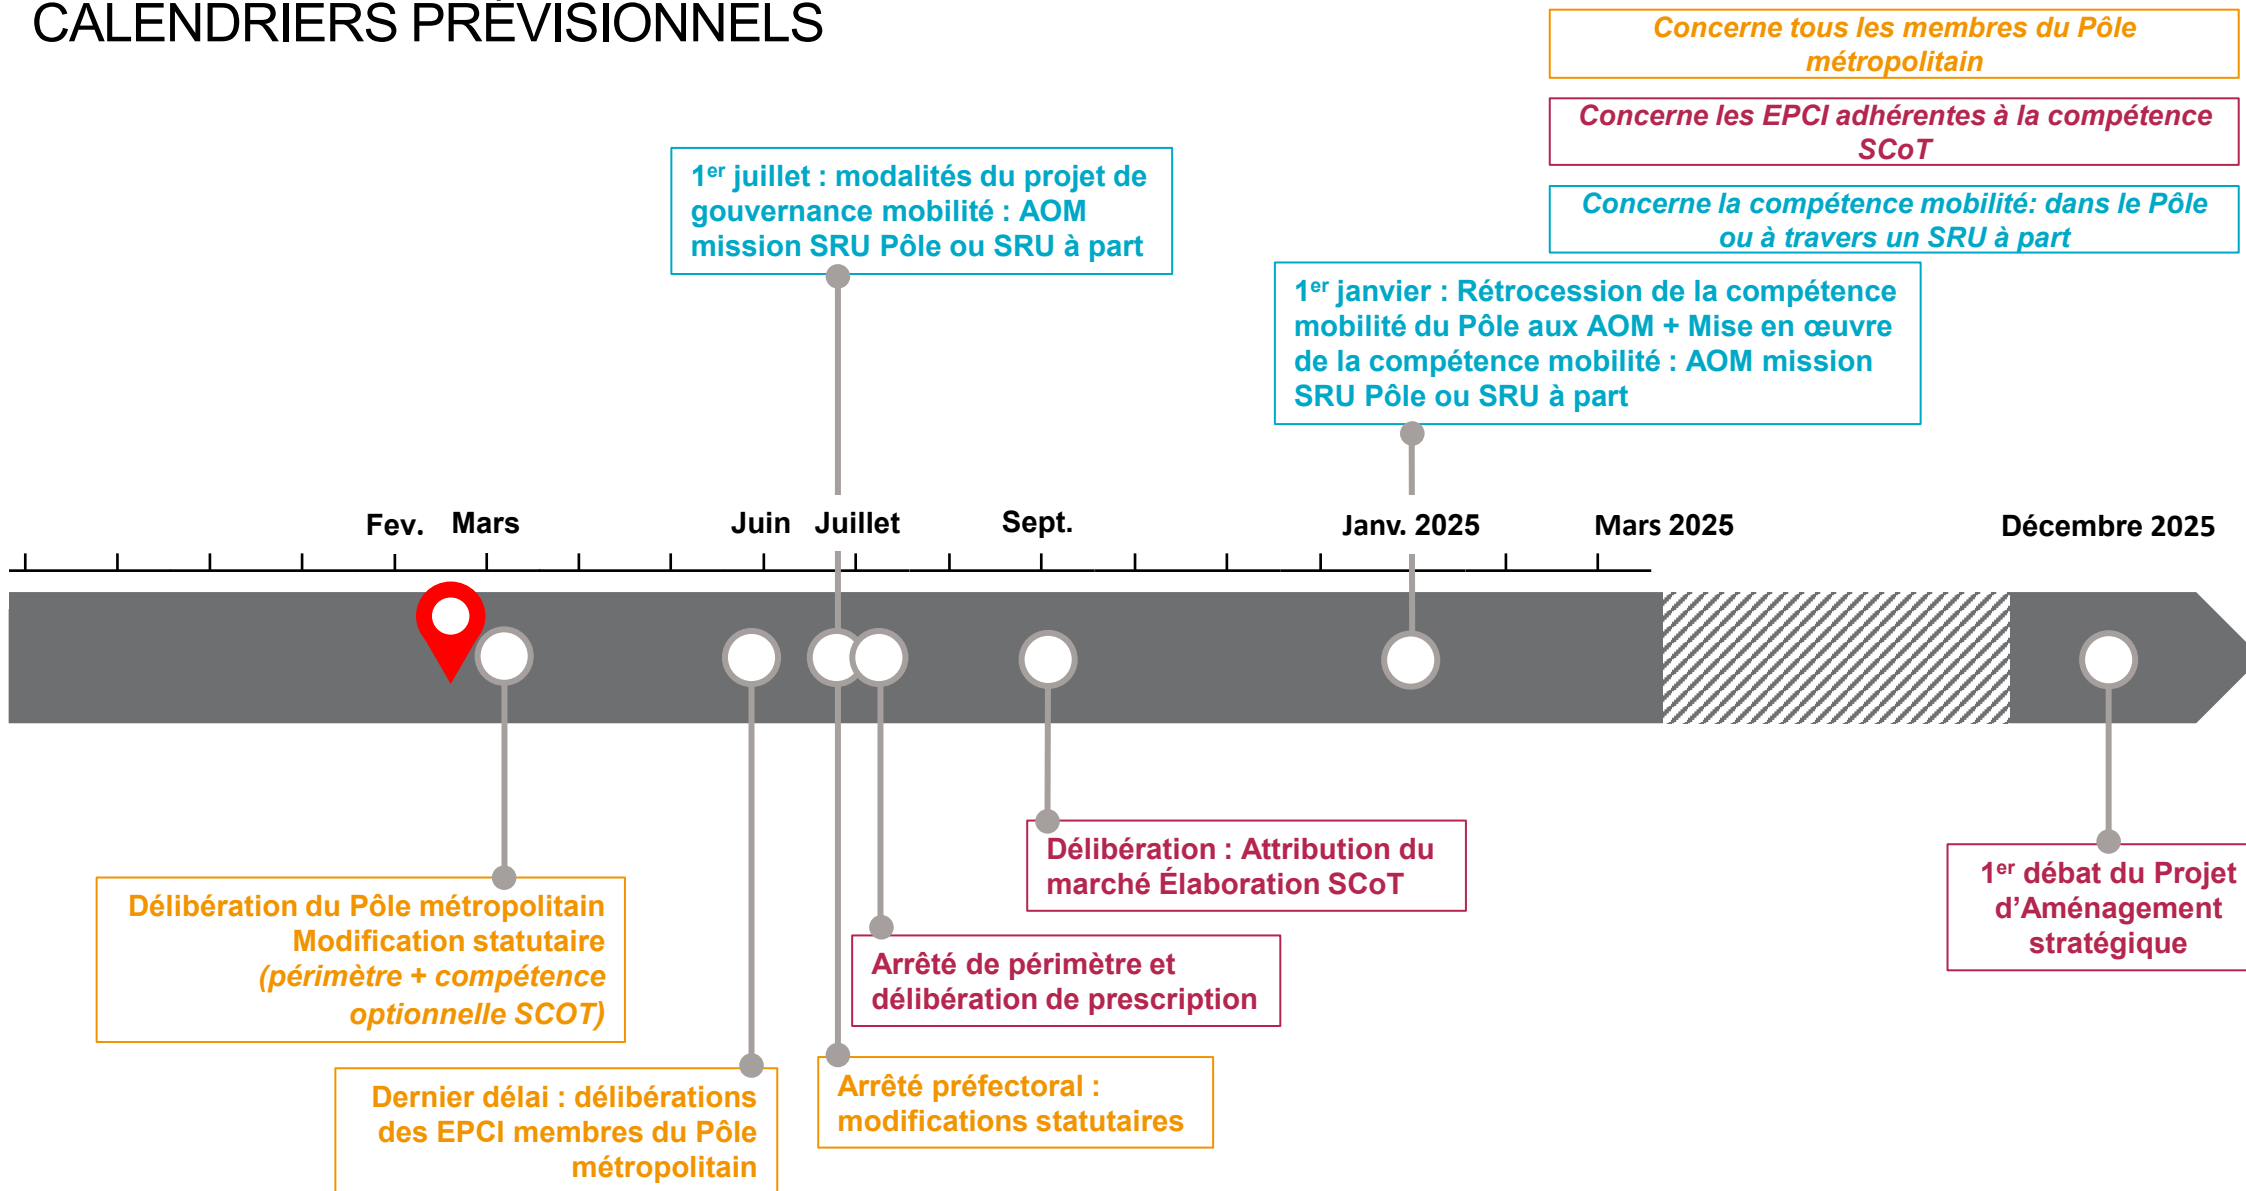 CALENDRIERS PRÉVISIONNELS
Concerne tous les membres du Pôle
métropolitain
Concerne les EPCI adhérentes à la compétence
SCoT
Concerne la compétence mobilité: dans le Pôle
ou à travers un SRU à part
1er juillet : modalités du projet de
gouvernance mobilité : AOM
mission SRU Pôle ou SRU à part
1er janvier : Rétrocession de la compétence
mobilité du Pôle aux AOM + Mise en œuvre
de la compétence mobilité : AOM mission
SRU Pôle ou SRU à part
Fev. Mars Juin Juillet Sept. Janv. 2025 Mars 2025 Décembre 2025
Délibération du Pôle métropolitain
Modification statutaire
(périmètre + compétence
optionnelle SCOT)
Dernier délai : délibérations
des EPCI membres du Pôle
métropolitain
Arrêté préfectoral :
modifications statutaires
Arrêté de périmètre et
délibération de prescription
Délibération : Attribution du
marché Élaboration SCoT
1er débat du Projet
d’Aménagement
stratégique